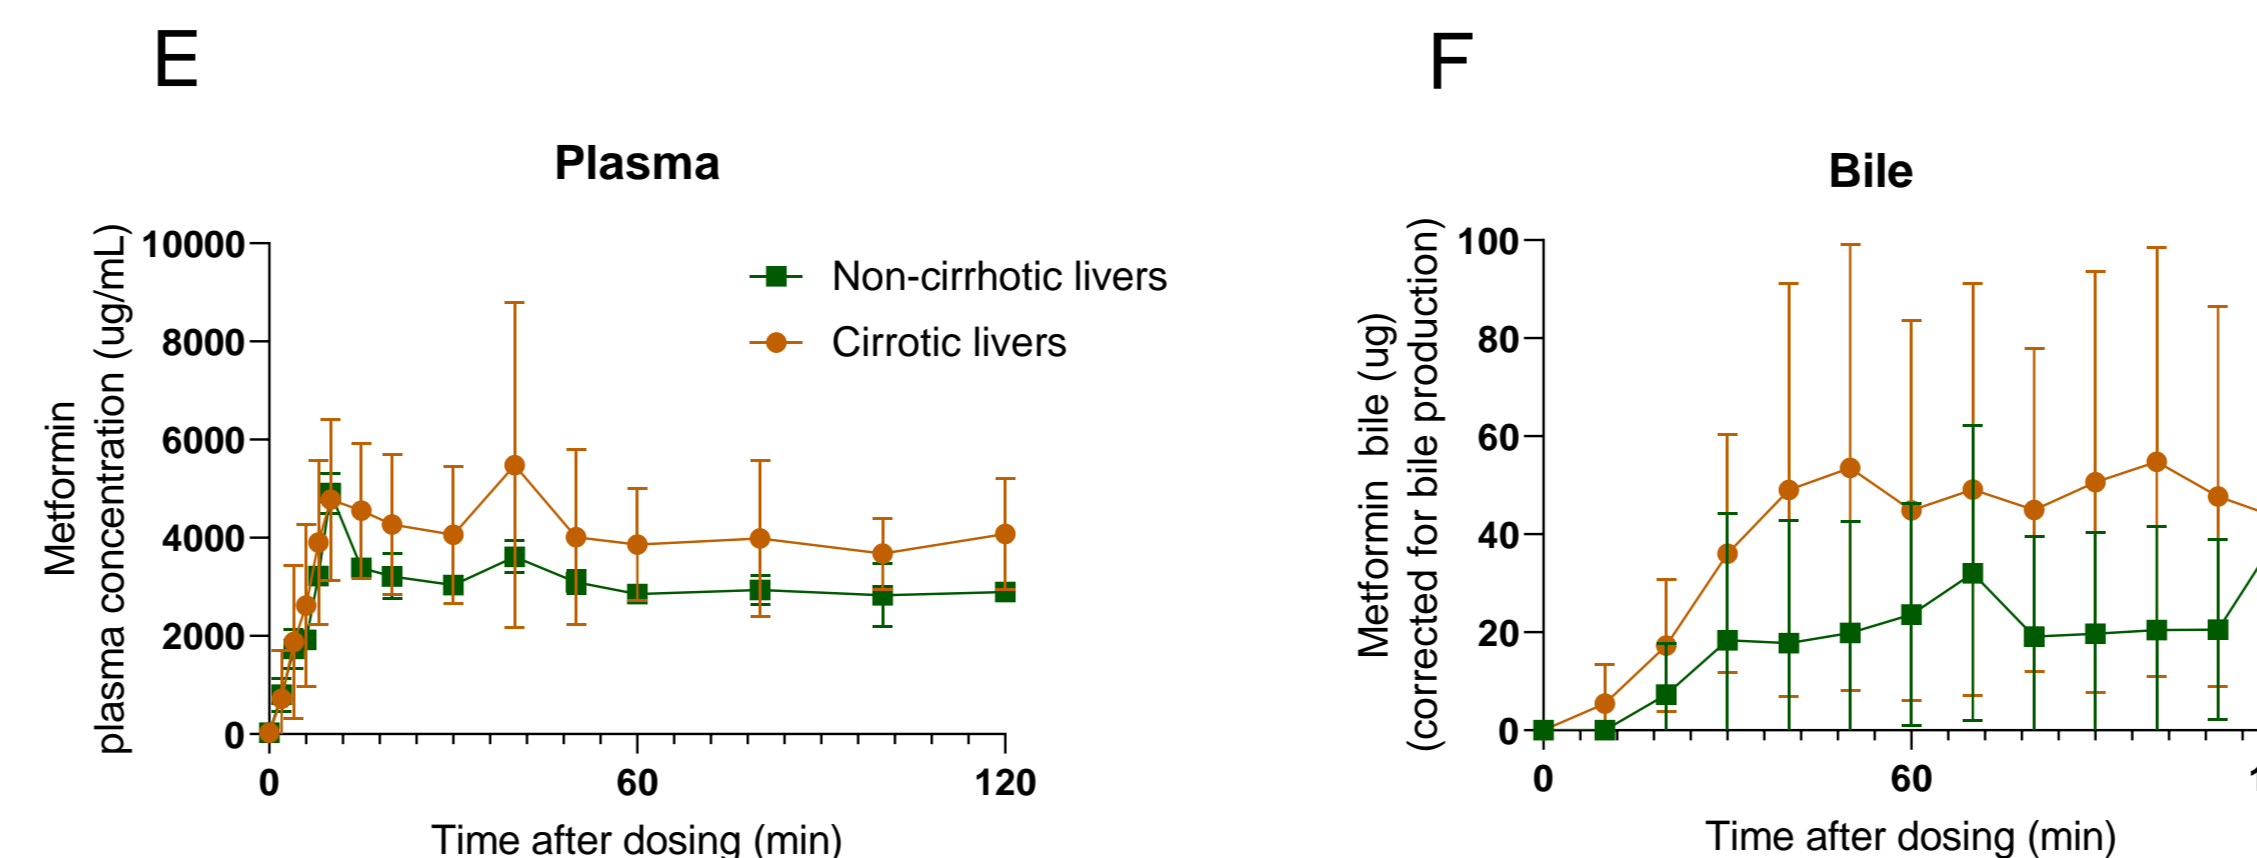 E
Plasma
Metformin
plasma concentration (ug/mL)
10000
8000
6000
4000
2000
0
Non-cirrhotic livers
Cirrotic livers
0 60 120
Time after dosing (min)
F
Bile
Metformin bile (ug)
(corrected for bile production)
100
80
60
40
20
0
0 60
Time after dosing (min)